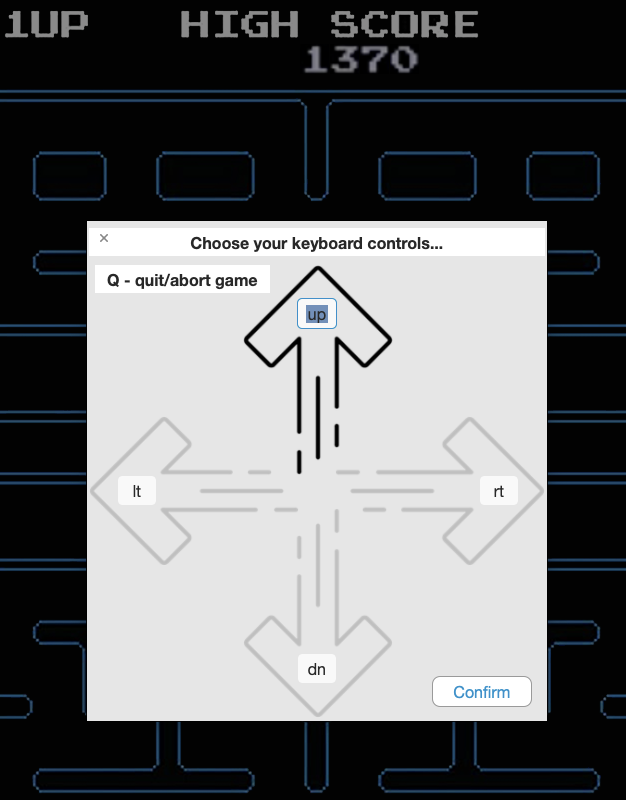 1UP HIGH SCORE
1370
× Choose your keyboard controls...
Q - quit/abort game
up
lt
rt
dn
Confirm